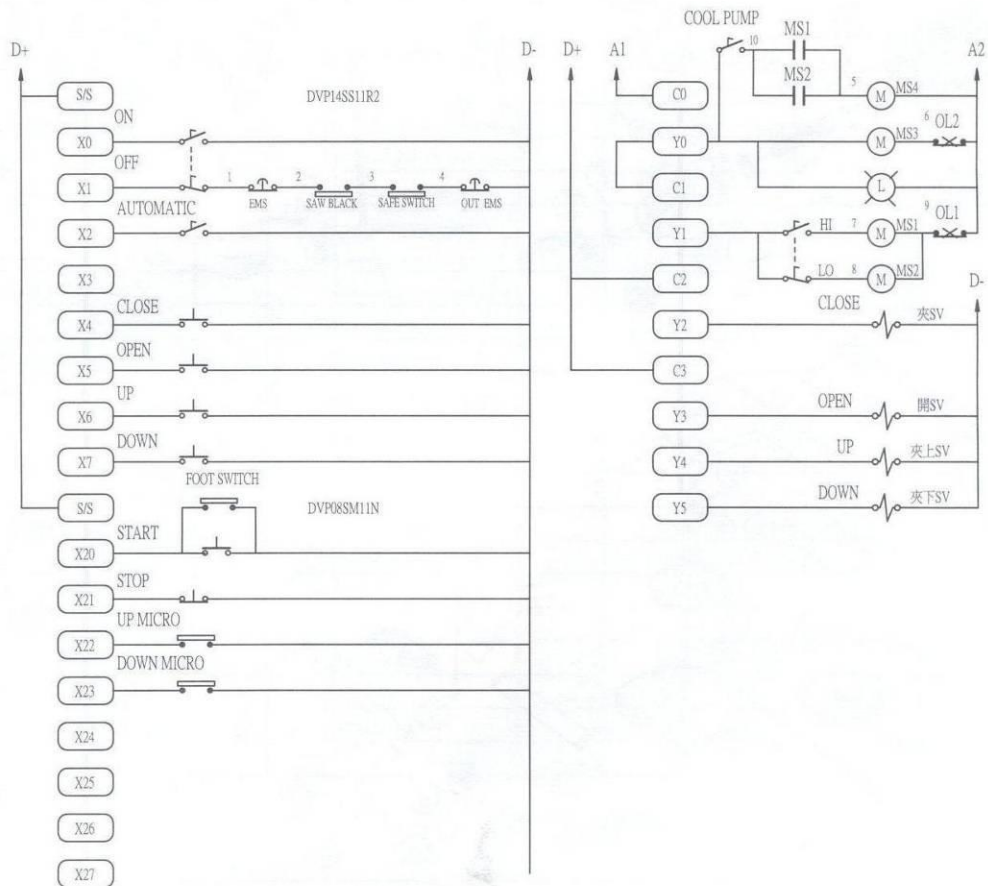 D+
D-
S/S
DVP14SS11R2
ON
X0
OFF
X1
1
2
3
4
EMS
SAW BLACK
SAFE SWITCH
OUT EMS
AUTOMATIC
X2
X3
CLOSE
X4
OPEN
X5
UP
X6
DOWN
X7
FOOT SWITCH
S/S
DVP08SM11N
START
X20
STOP
X21
UP MICRO
X22
DOWN MICRO
X23
X24
X25
X26
X27
COOL PUMP
10
MS1
MS2
D+
A1
A2
C0
5
M
MS4
Y0
M
MS3
6
OL2
C1
L
Y1
HI
7
M
MS1
9
OL1
C2
LO
8
M
MS2
D-
CLOSE
Y2
夾SV
C3
OPEN
Y3
開SV
UP
Y4
夾上SV
DOWN
Y5
夾下SV